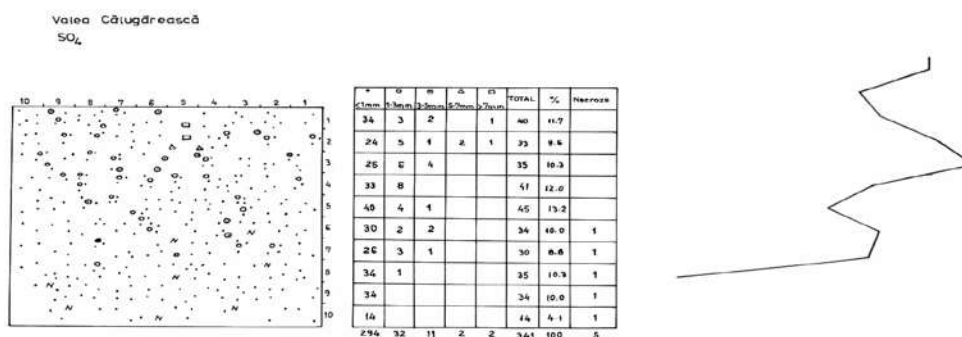 Valea Călugărească
SO4
10 9 8 7 6 5 4 3 2 1
1
2
3
4
5
6
7
8
9
10
<1mm 1-3mm 3-5mm 5-7mm >7mm TOTAL % Necroze
34 3 2 1 40 11.7
24 5 1 2 1 33 9.6
25 6 4 35 10.3
33 8 41 12.0
40 4 1 45 13.2
30 2 2 34 10.0 1
26 3 1 30 8.8 1
34 1 35 10.3 1
34 34 10.0 1
14 14 4.1 1
294 32 11 2 2 341 100 5
N
N
N
N
N
N
N